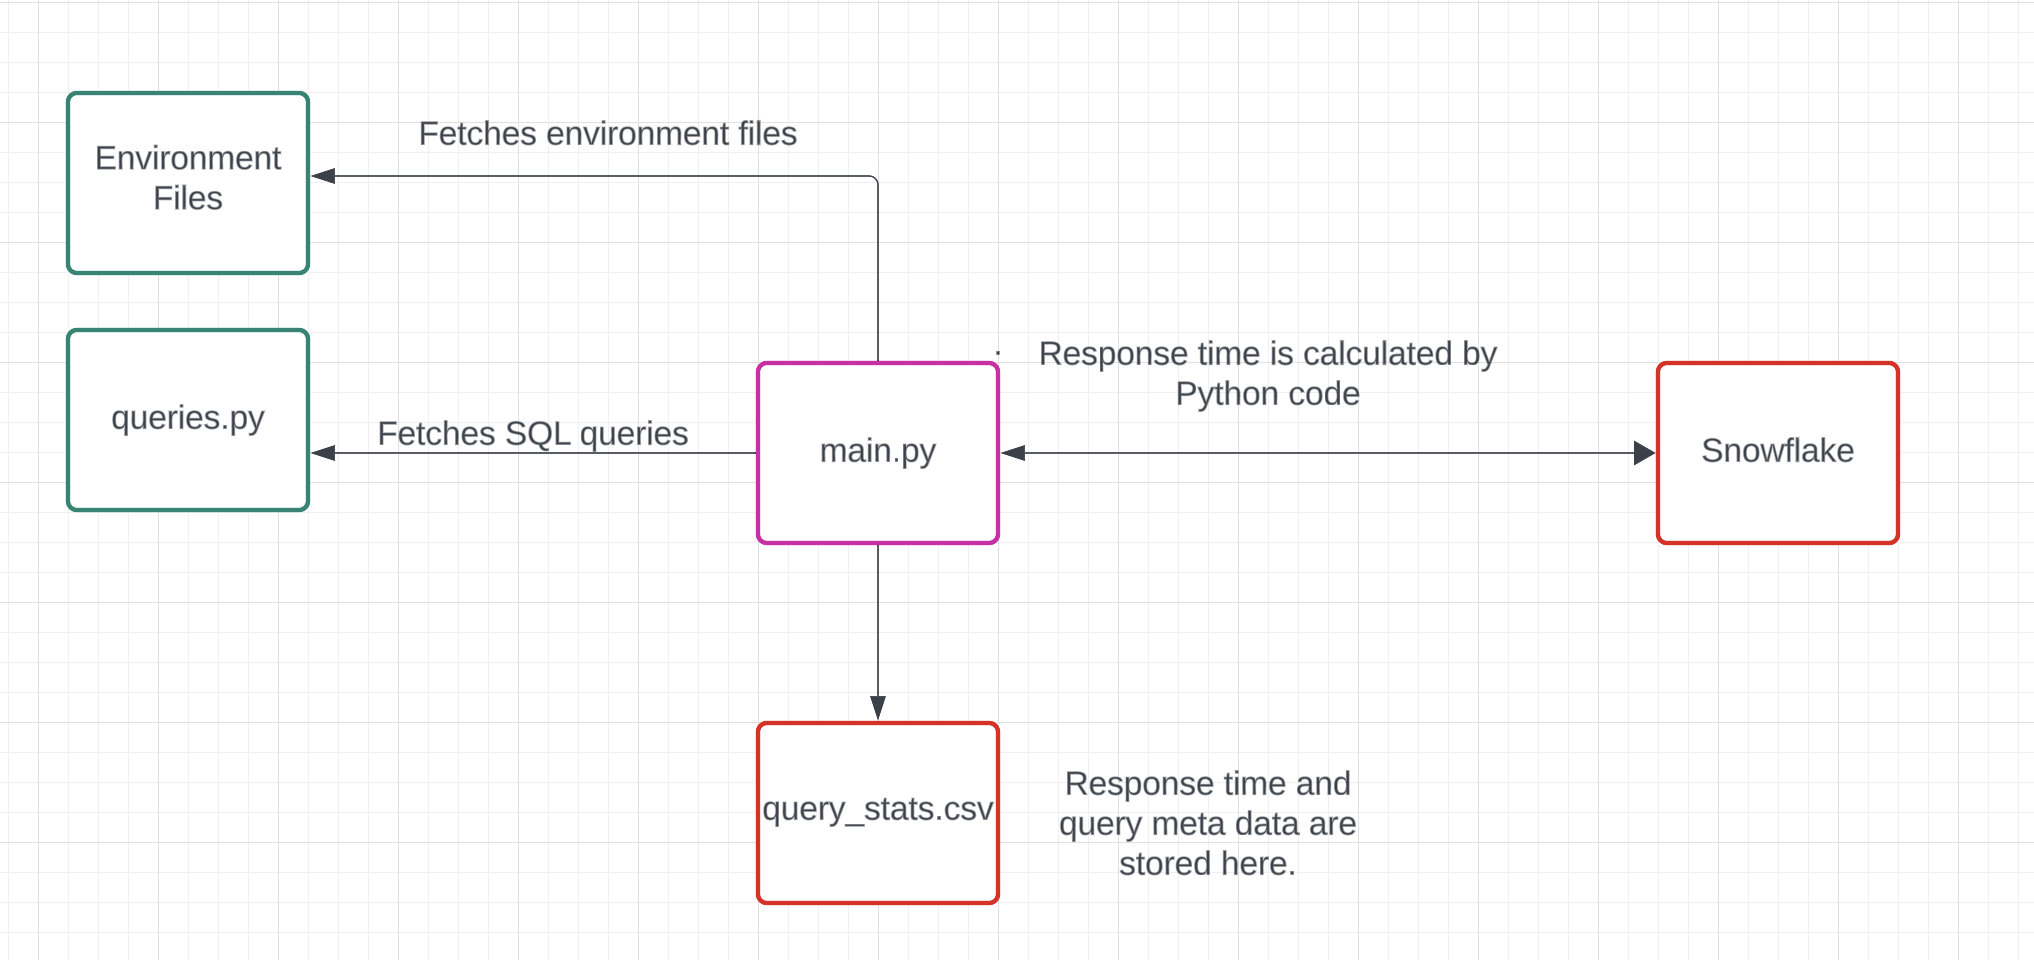 Environment
Files
Fetches environment files
queries.py
Fetches SQL queries
main.py
. Response time is calculated by
Python code
Snowflake
query_stats.csv
Response time and
query meta data are
stored here.